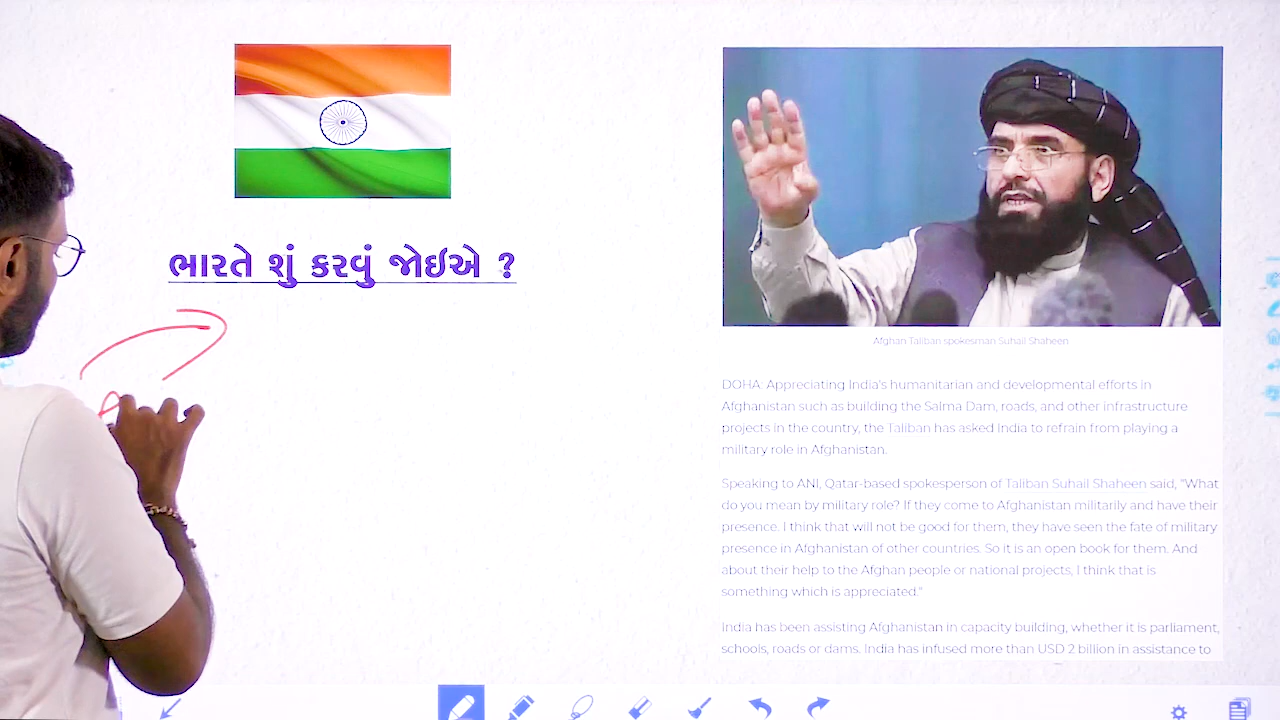 ભારતે શું કરવું જોઇએ ?
Afghan Taliban spokesman Suhail Shaheen
DOHA: Appreciating India's humanitarian and developmental efforts in
Afghanistan such as building the Salma Dam, roads, and other infrastructure
projects in the country, the Taliban has asked India to refrain from playing a
military role in Afghanistan.
Speaking to ANI, Qatar-based spokesperson of Taliban Suhail Shaheen said, "What
do you mean by military role? If they come to Afghanistan militarily and have their
presence. I think that will not be good for them, they have seen the fate of military
presence in Afghanistan of other countries. So it is an open book for them. And
about their help to the Afghan people or national projects, I think that is
something which is appreciated."
India has been assisting Afghanistan in capacity building, whether it is parliament,
schools, roads or dams. India has infused more than USD 2 billion in assistance to